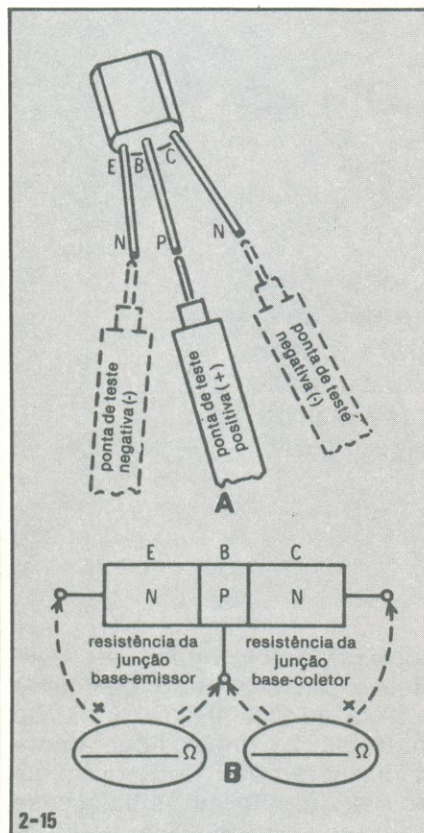 E B C
N P N
ponta de teste
negativa (-)
ponta de teste
positiva (+)
ponta de teste
negativa (-)
A
E B C
N P N
resistência da
junção
base-emissor
resistência da
junção
base-coletor
+ - - +
Ω Ω
B
2-15